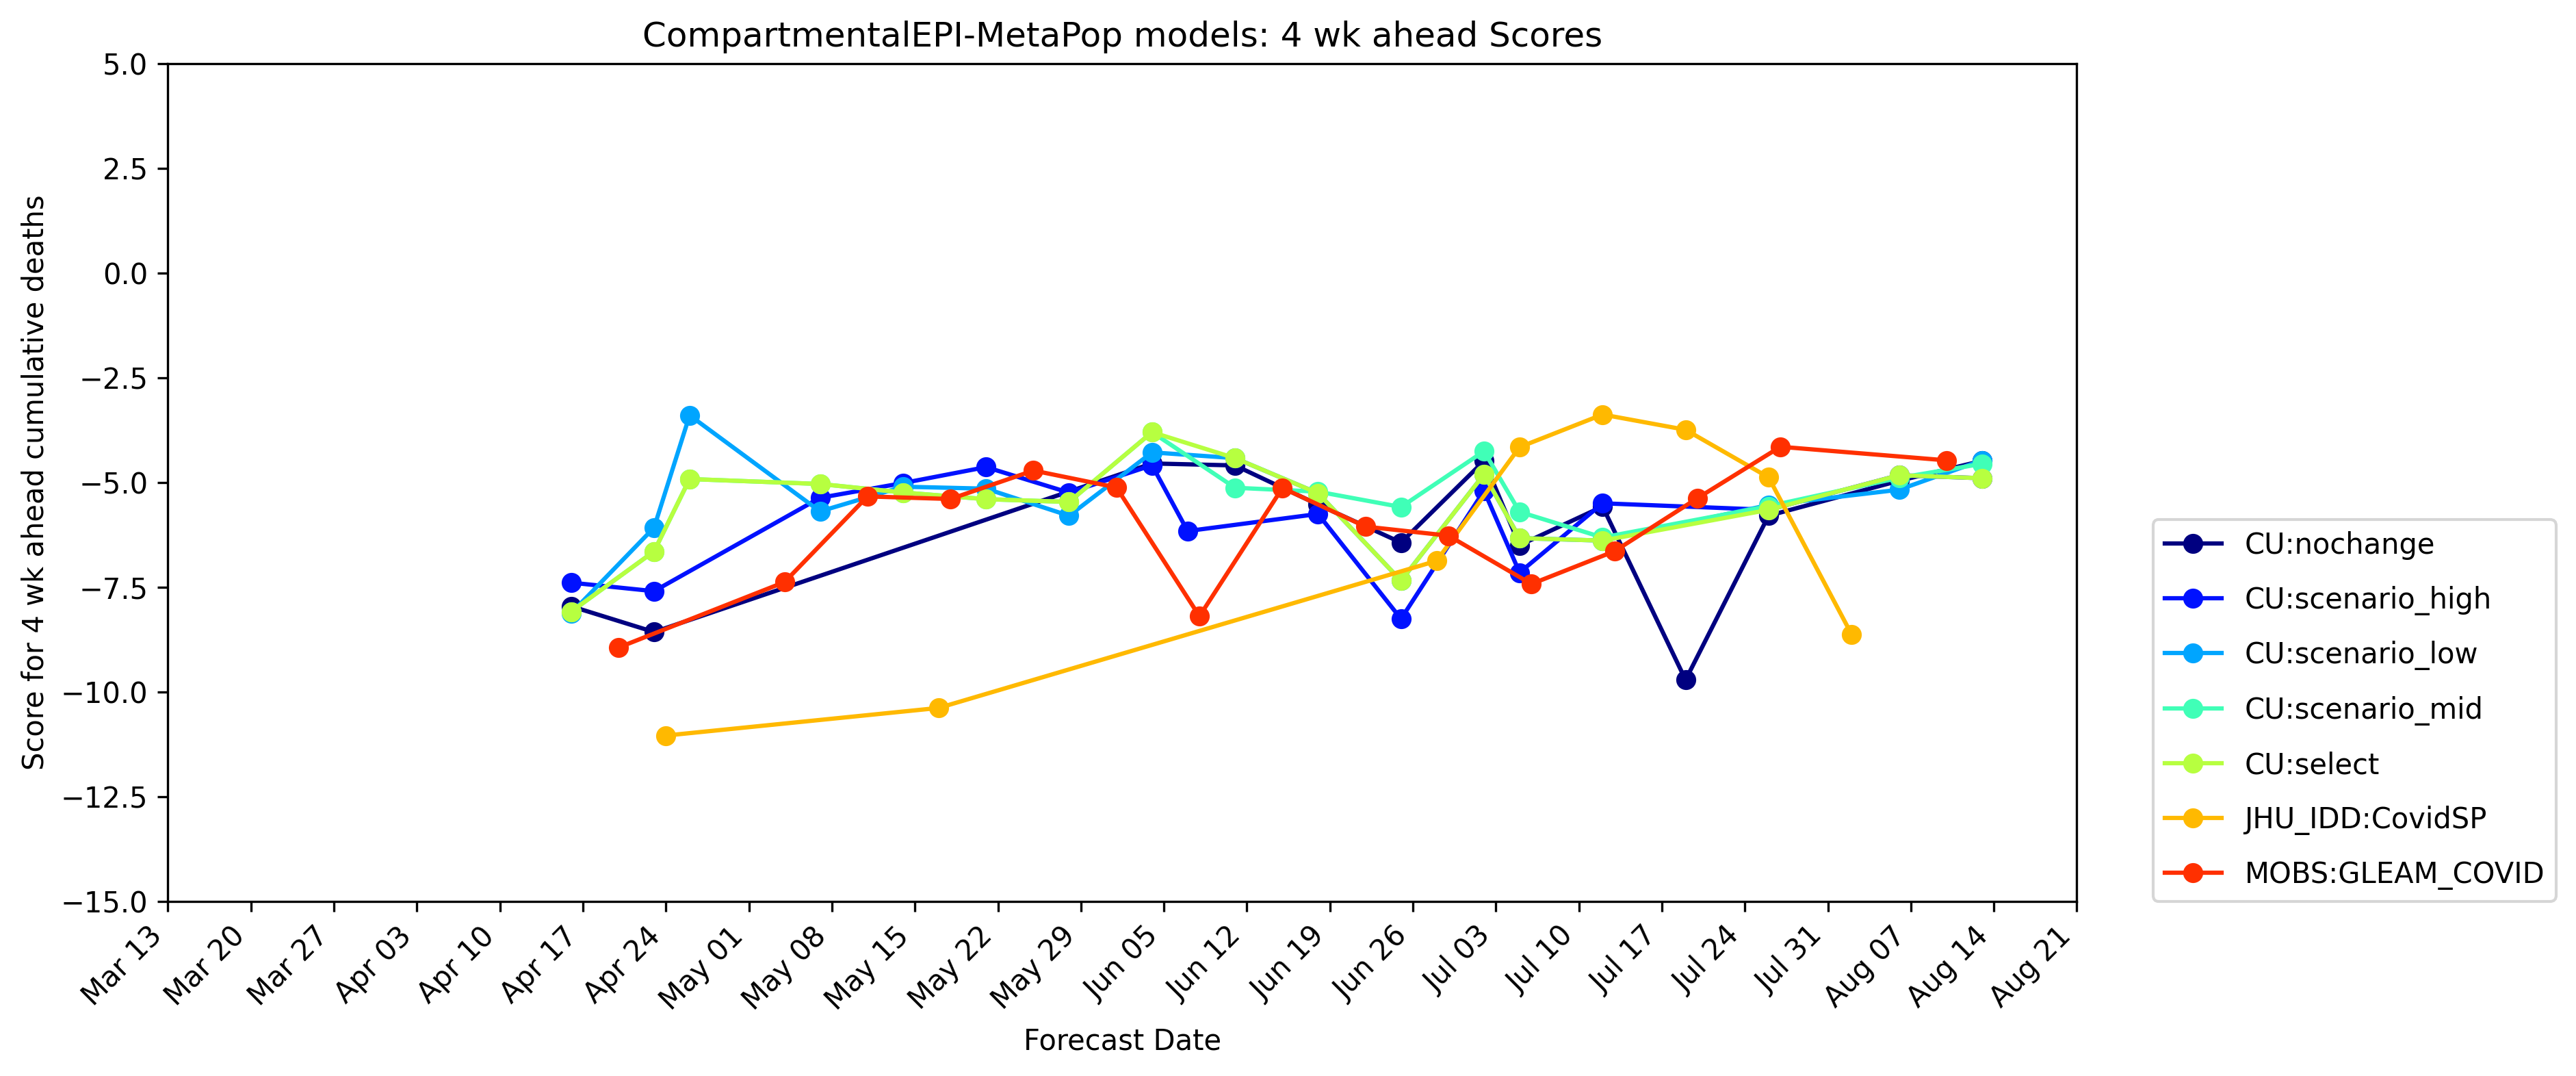 CompartmentalEPI-MetaPop models: 4 wk ahead Scores
Score for 4 wk ahead cumulative deaths
5.0
2.5
0.0
−2.5
−5.0
−7.5
−10.0
−12.5
−15.0
Mar 13
Mar 20
Mar 27
Apr 03
Apr 10
Apr 17
Apr 24
May 01
May 08
May 15
May 22
May 29
Jun 05
Jun 12
Jun 19
Jun 26
Jul 03
Jul 10
Jul 17
Jul 24
Jul 31
Aug 07
Aug 14
Aug 21
Forecast Date
CU:nochange
CU:scenario_high
CU:scenario_low
CU:scenario_mid
CU:select
JHU_IDD:CovidSP
MOBS:GLEAM_COVID